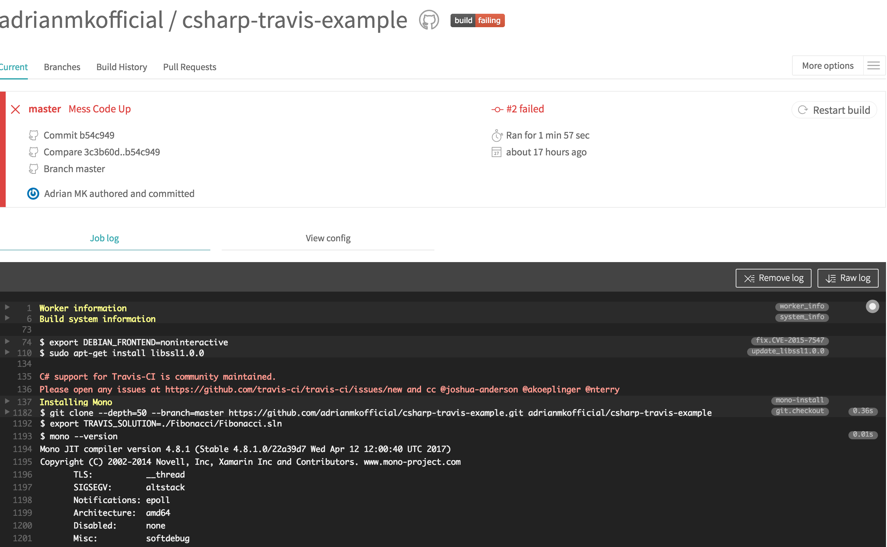 adrianmkofficial / csharp-travis-example build failing
Current Branches Build History Pull Requests More options
master Mess Code Up #2 failed Restart build
Commit b54c949 Ran for 1 min 57 sec
Compare 3c3b60d..b54c949 about 17 hours ago
Branch master
Adrian MK authored and committed
Job log View config
Remove log Raw log
1 Worker information worker_info
6 Build system information system_info
73
74 $ export DEBIAN_FRONTEND=noninteractive fix.CVE-2015-7547
110 $ sudo apt-get install libssl1.0.0 update_libssl1.0.0
134
135 C# support for Travis-CI is community maintained.
136 Please open any issues at https://github.com/travis-ci/travis-ci/issues/new and cc @joshua-anderson @akoeplinger @nterry
137 Installing Mono mono-install
1182 $ git clone --depth=50 --branch=master https://github.com/adrianmkofficial/csharp-travis-example.git adrianmkofficial/csharp-travis-example git.checkout 0.36s
1192 $ export TRAVIS_SOLUTION=./Fibonacci/Fibonacci.sln
1193 $ mono --version 0.01s
1194 Mono JIT compiler version 4.8.1 (Stable 4.8.1.0/22a39d7 Wed Apr 12 12:00:40 UTC 2017)
1195 Copyright (C) 2002-2014 Novell, Inc, Xamarin Inc and Contributors. www.mono-project.com
1196 TLS: __thread
1197 SIGSEGV: altstack
1198 Notifications: epoll
1199 Architecture: amd64
1200 Disabled: none
1201 Misc: softdebug